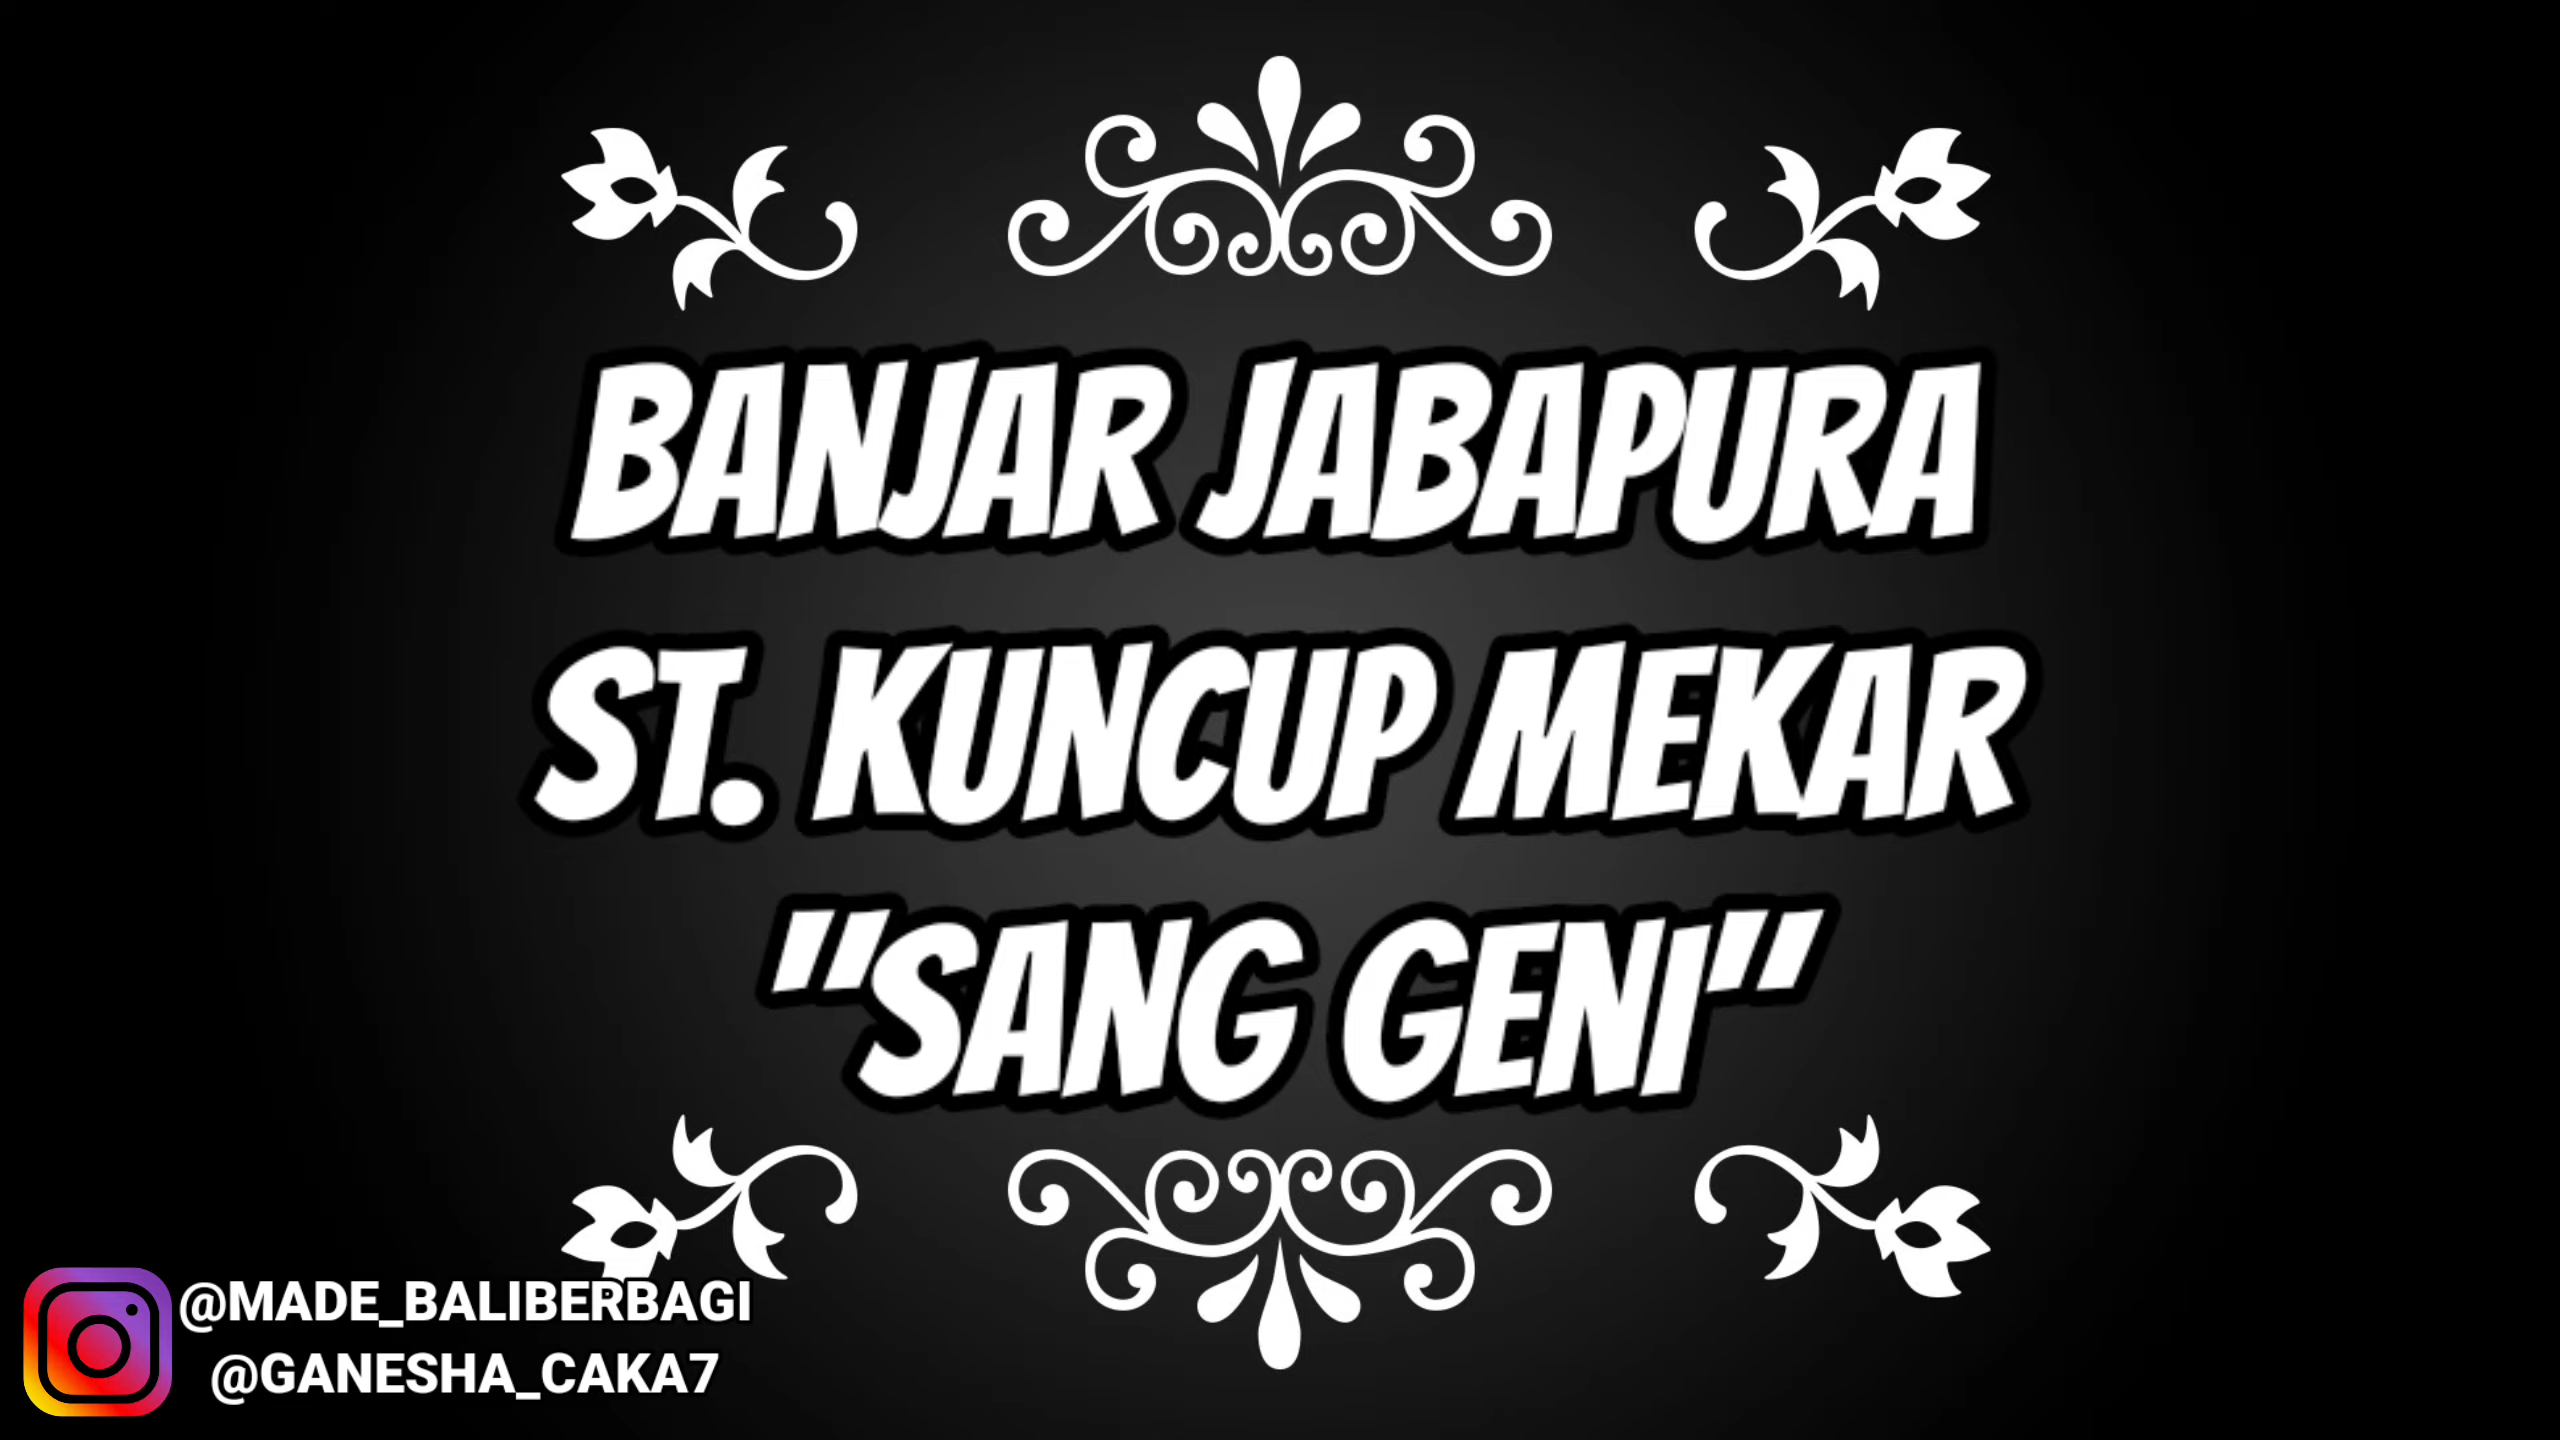 BANJAR JABAPURA
ST. KUNCUP MEKAR
"SANG GENI"
@MADE_BALIBERBAGI
@GANESHA_CAKA7